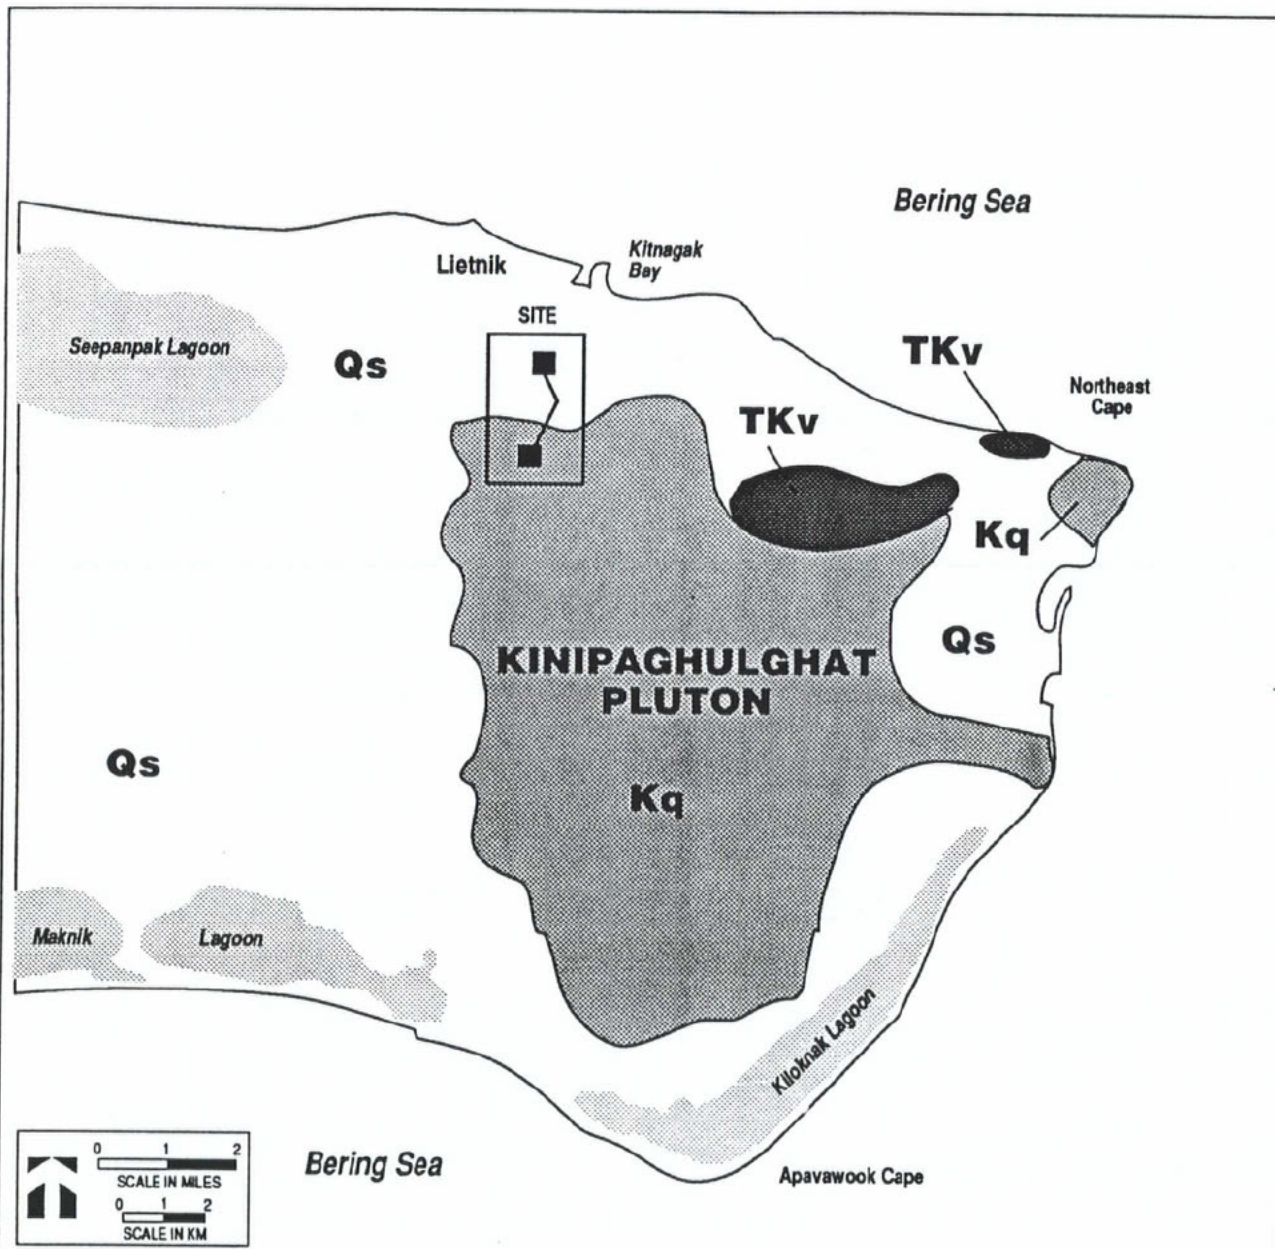 Bering Sea
Kitnagak
Bay
Lietnik
SITE
Seepanpak Lagoon
Qs
TKv
Northeast
Cape
TKv
Kq
Qs
KINIPAGHULGHAT
PLUTON
Qs
Kq
Maknik
Lagoon
Kiloknak Lagoon
0 1 2
SCALE IN MILES
0 1 2
SCALE IN KM
Bering Sea
Apavawook Cape